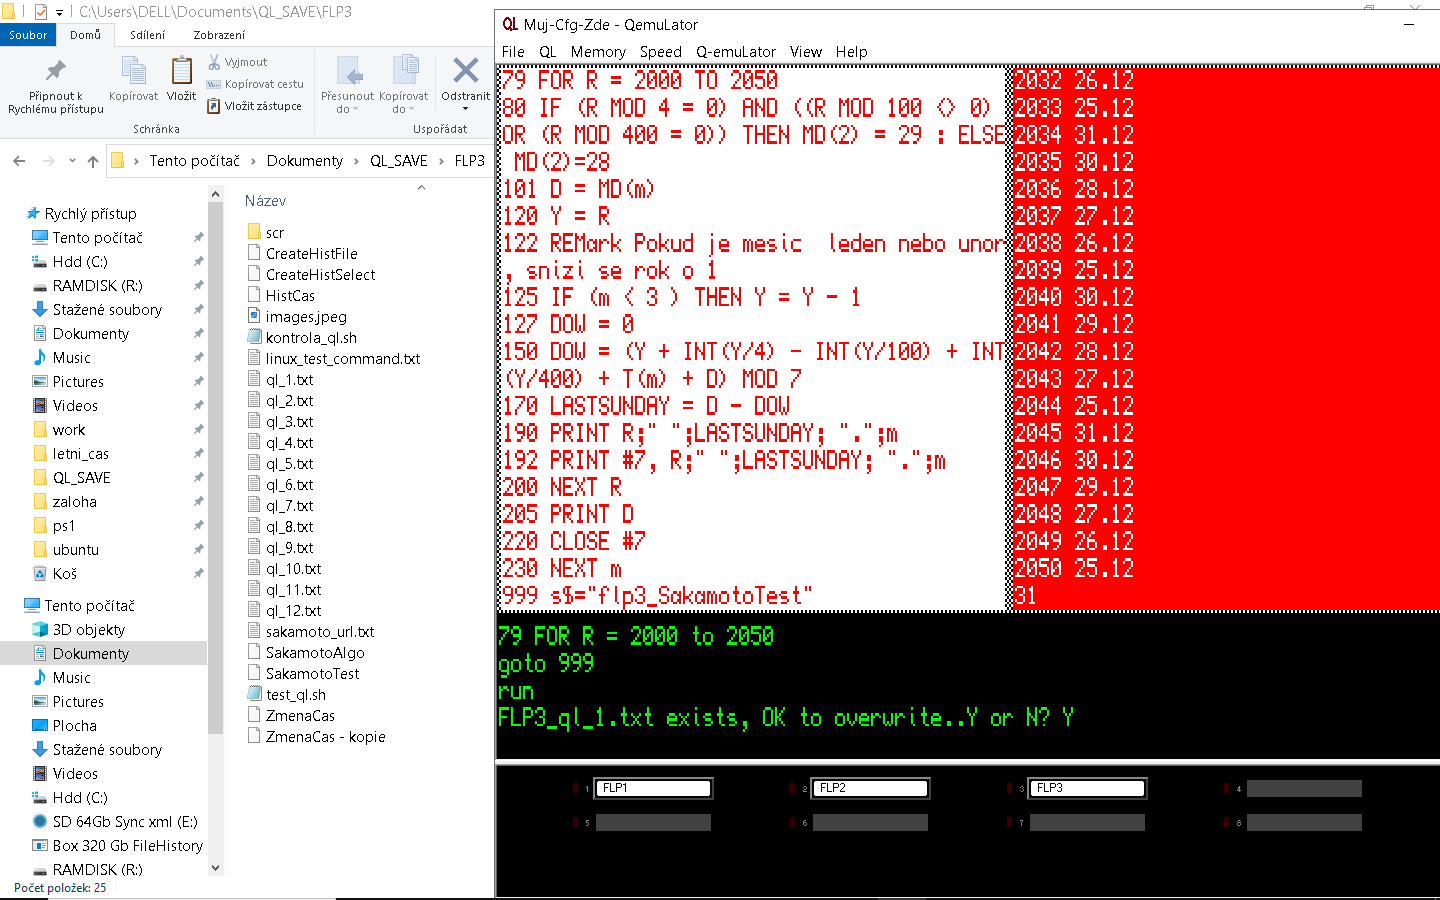 C:\Users\DELL\Documents\QL_SAVE\FLP3
Soubor Domů Sdílení Zobrazení
Připnout k Rychlému přístupu
Kopírovat
Vložit
Vyjmout
Kopírovat cestu
Vložit zástupce
Schránka
Přesunout do
Kopírovat do
Odstranit
Uspořádat
Tento počítač > Dokumenty > QL_SAVE > FLP3
Rychlý přístup
Tento počítač
Hdd (C:)
RAMDISK (R:)
Stažené soubory
Dokumenty
Music
Pictures
Videos
work
letni_cas
QL_SAVE
zaloha
ps1
ubuntu
Koš
Tento počítač
3D objekty
Dokumenty
Music
Pictures
Plocha
Stažené soubory
Videos
Hdd (C:)
SD 64Gb Sync xml (E:)
Box 320 Gb FileHistory
RAMDISK (R:)
Počet položek: 25
Název
scr
CreateHistFile
CreateHistSelect
HistCas
images.jpeg
kontrola_ql.sh
linux_test_command.txt
ql_1.txt
ql_2.txt
ql_3.txt
ql_4.txt
ql_5.txt
ql_6.txt
ql_7.txt
ql_8.txt
ql_9.txt
ql_10.txt
ql_11.txt
ql_12.txt
sakamoto_url.txt
SakamotoAlgo
SakamotoTest
test_ql.sh
ZmenaCas
ZmenaCas - kopie
QL Muj-Cfg-Zde - QemuLator
File QL Memory Speed Q-emuLator View Help
79 FOR R = 2000 TO 2050
80 IF (R MOD 4 = 0) AND ((R MOD 100 <> 0)
OR (R MOD 400 = 0)) THEN MD(2) = 29 : ELSE
MD(2)=28
101 D = MD(m)
120 Y = R
122 REMark Pokud je mesic  leden nebo unor
, snizi se rok o 1
125 IF (m < 3 ) THEN Y = Y - 1
127 DOW = 0
150 DOW = (Y + INT(Y/4) - INT(Y/100) + INT
(Y/400) + T(m) + D) MOD 7
170 LASTSUNDAY = D - DOW
190 PRINT R;" ";LASTSUNDAY; ".";m
192 PRINT #7, R;" ";LASTSUNDAY; ".";m
200 NEXT R
205 PRINT D
220 CLOSE #7
230 NEXT m
999 s$="flp3_SakamotoTest"
2032 26.12
2033 25.12
2034 31.12
2035 30.12
2036 28.12
2037 27.12
2038 26.12
2039 25.12
2040 30.12
2041 29.12
2042 28.12
2043 27.12
2044 25.12
2045 31.12
2046 30.12
2047 29.12
2048 27.12
2049 26.12
2050 25.12
31
79 FOR R = 2000 to 2050
goto 999
run
FLP3_ql_1.txt exists, OK to overwrite..Y or N? Y
1 FLP1 2 FLP2 3 FLP3 4
5 6 7 8